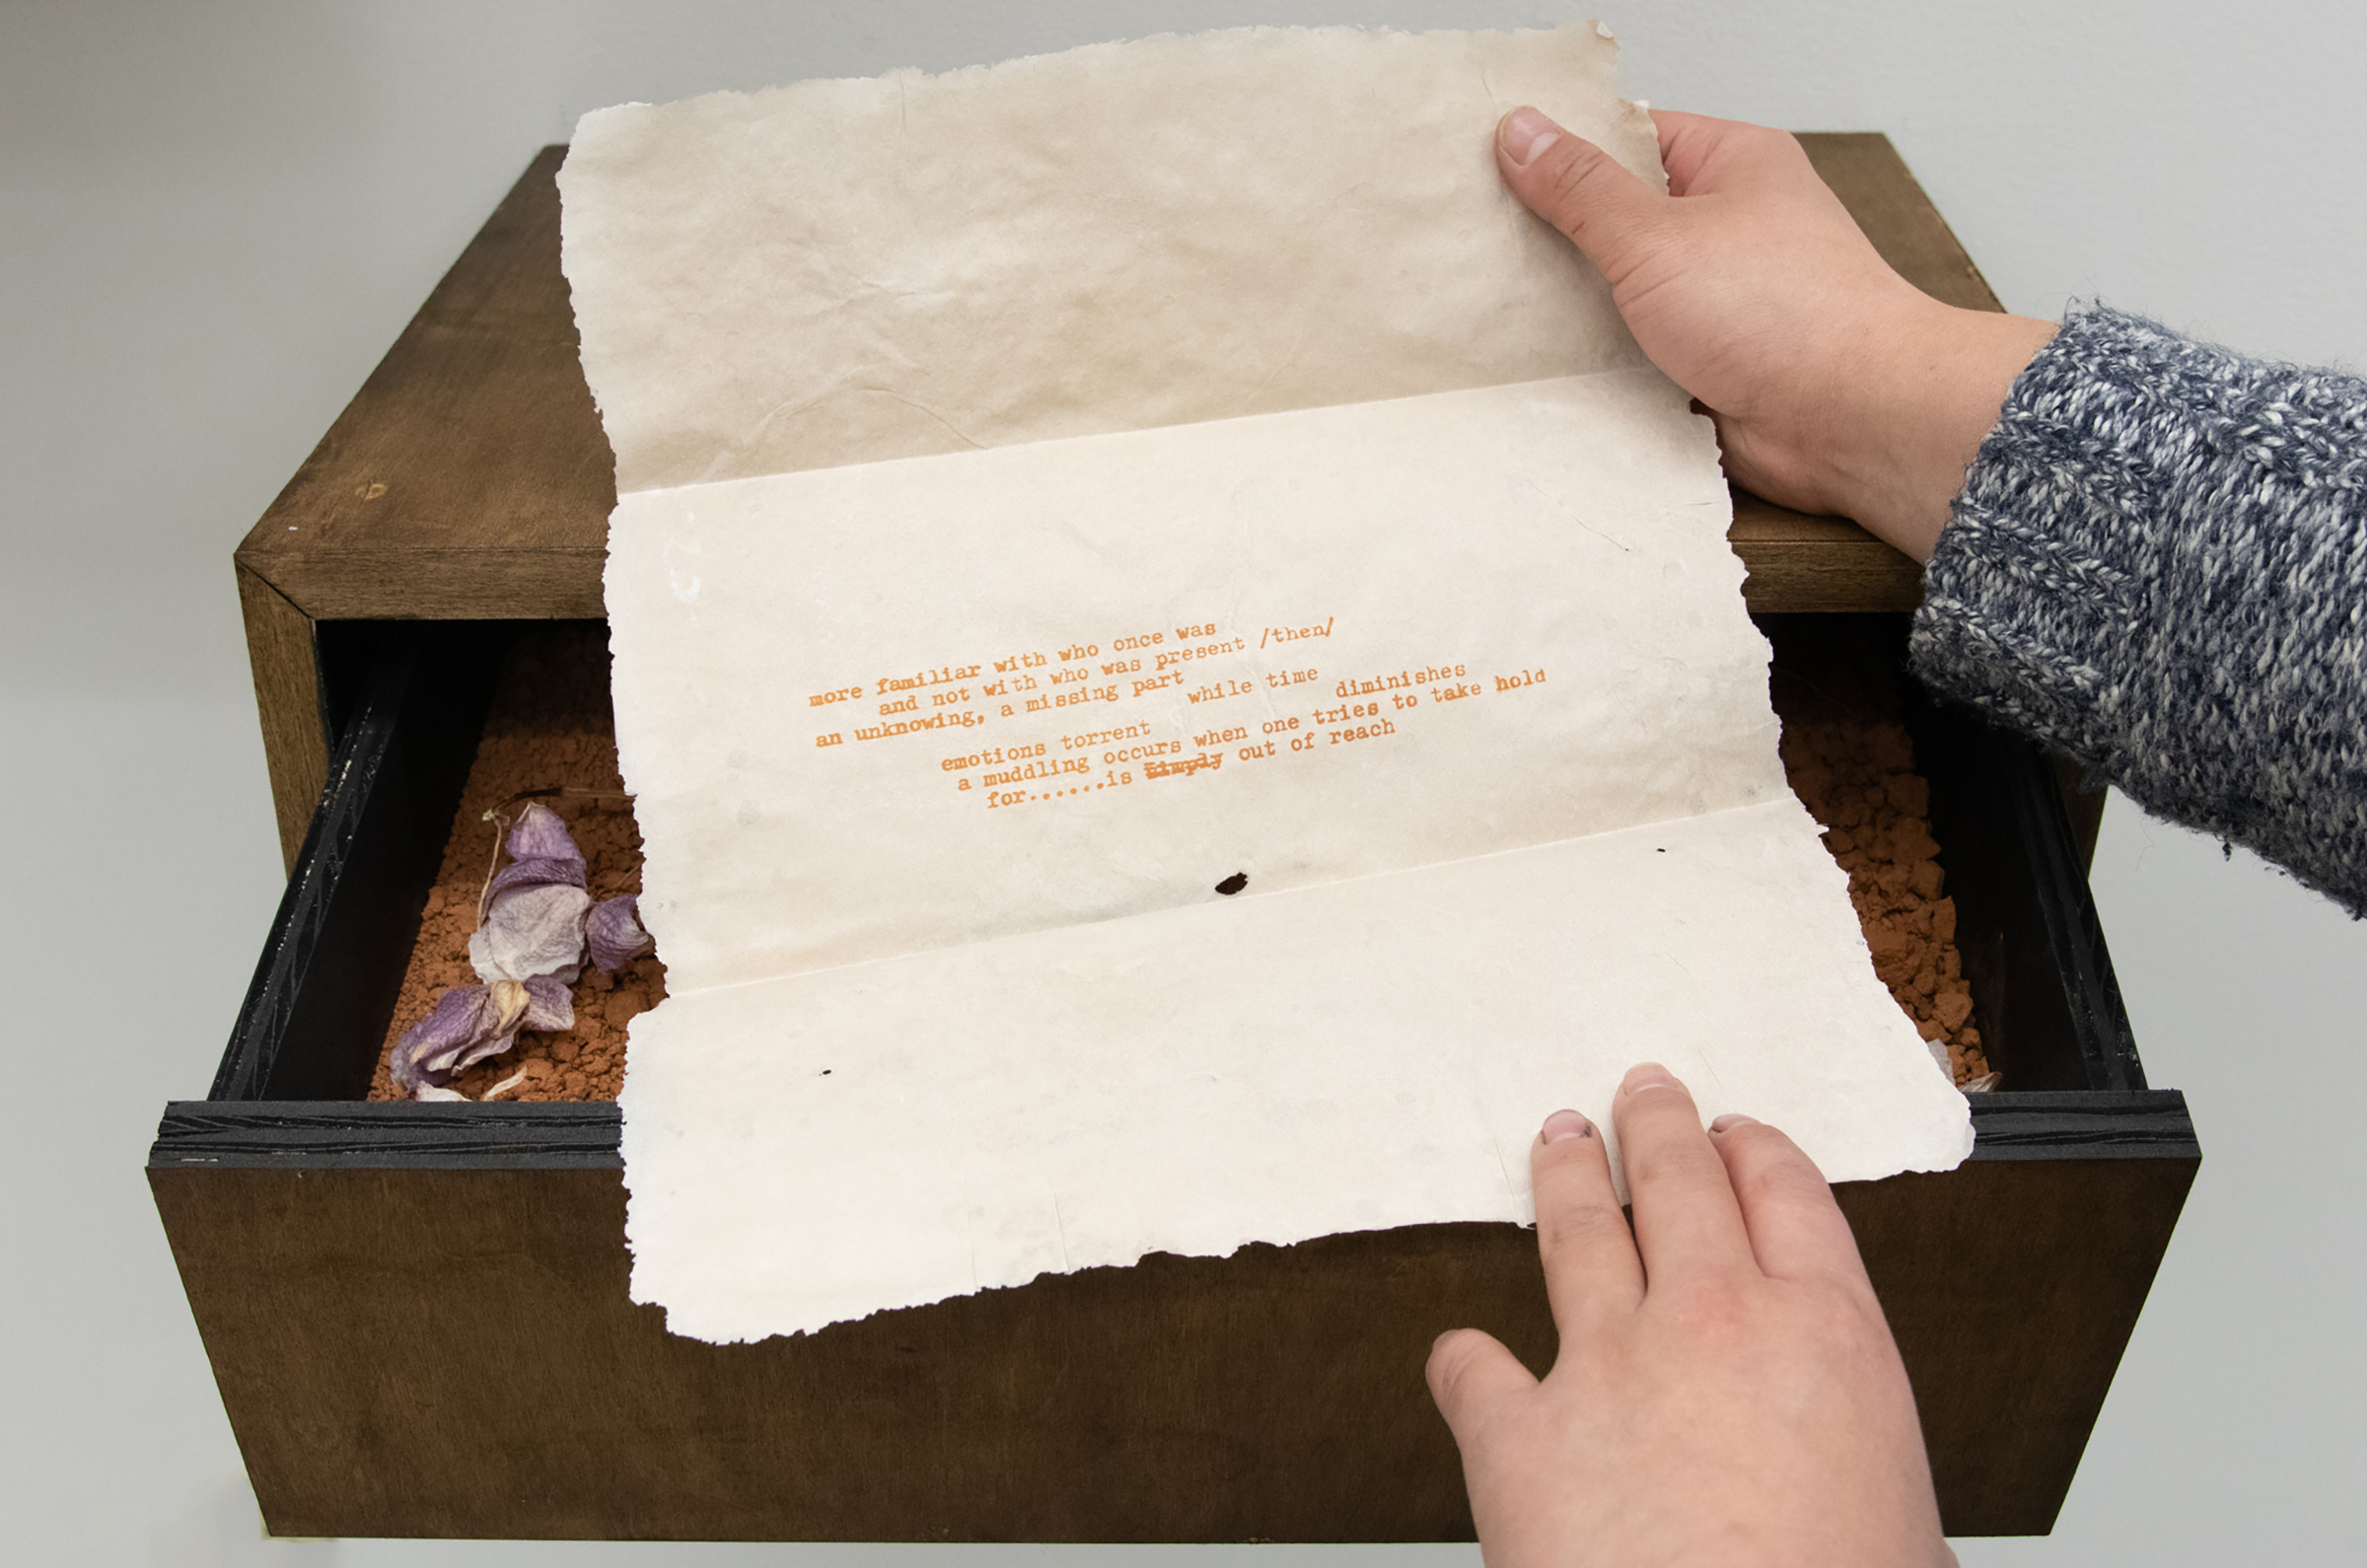 more familiar with who once was
and not with who was present /then/
an unknowing, a missing part
while time
diminishes
emotions torrent
a muddling occurs when one tries to take hold
for......is simply out of reach